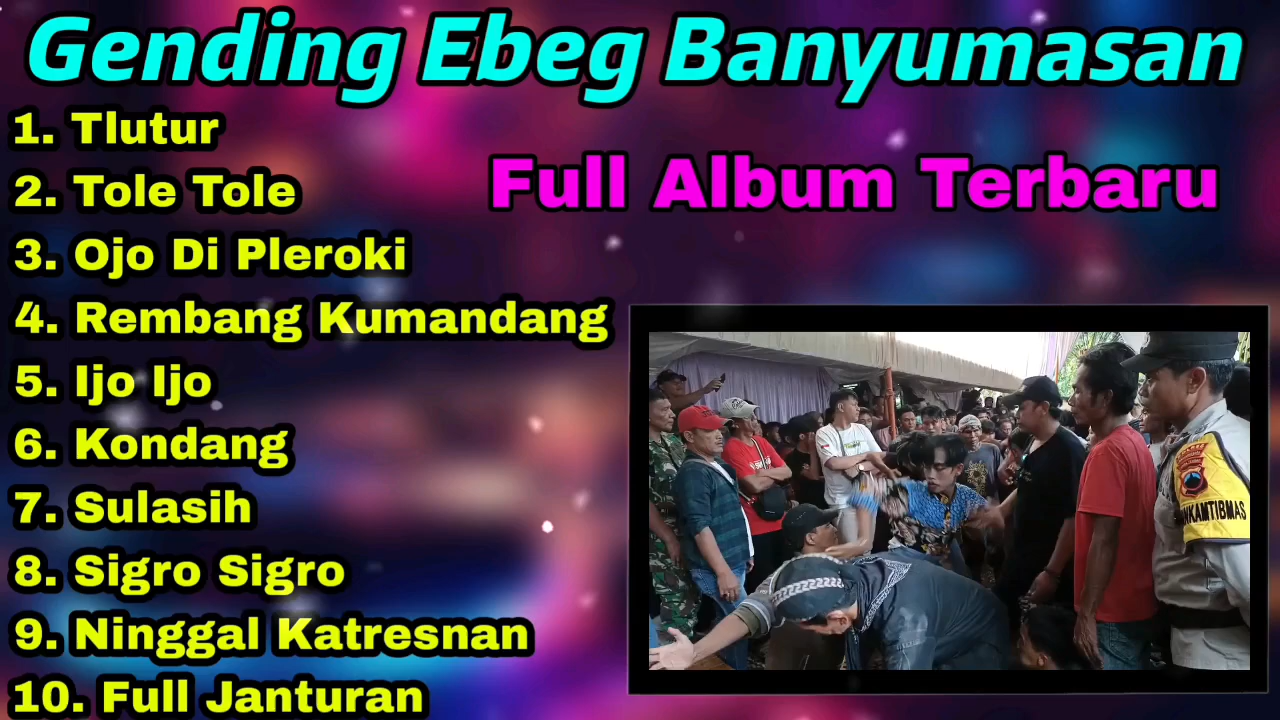 Gending Ebeg Banyumasan
Full Album Terbaru
1. Tlutur
2. Tole Tole
3. Ojo Di Pleroki
4. Rembang Kumandang
5. Ijo Ijo
6. Kondang
7. Sulasih
8. Sigro Sigro
9. Ninggal Katresnan
10. Full Janturan